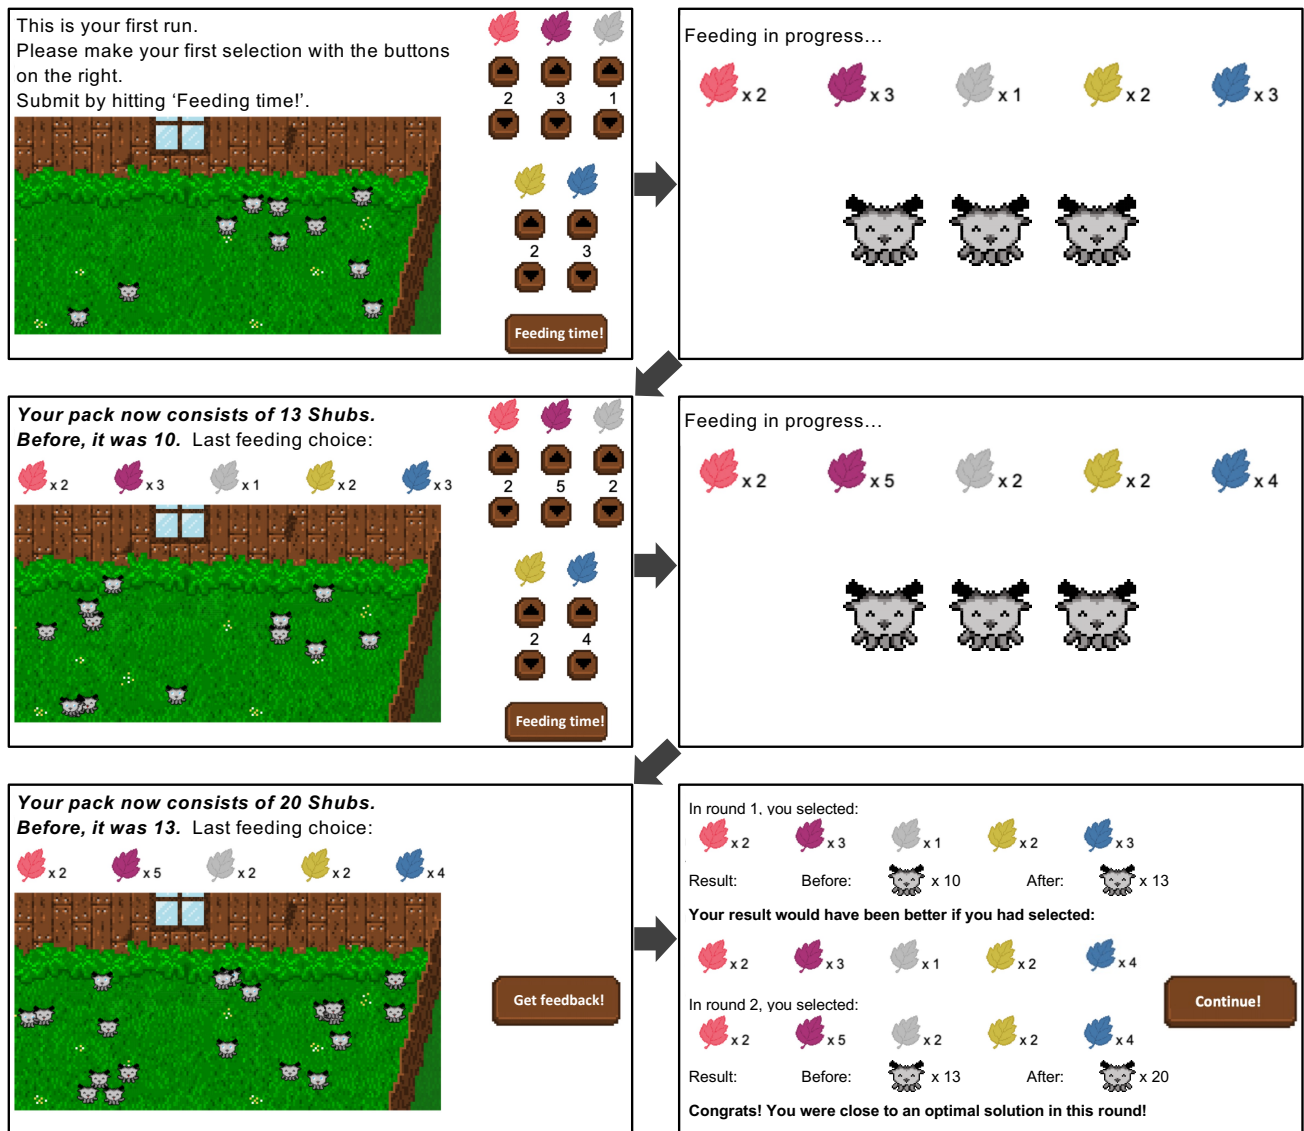 This is your first run.
Please make your first selection with the buttons
on the right.
Submit by hitting ‘Feeding time!’.
2 3 1
2 3
Feeding time!
Feeding in progress...
x 2 x 3 x 1 x 2 x 3
Your pack now consists of 13 Shubs.
Before, it was 10. Last feeding choice:
x 2 x 3 x 1 x 2 x 3
2 5 2
2 4
Feeding time!
Feeding in progress...
x 2 x 5 x 2 x 2 x 4
Your pack now consists of 20 Shubs.
Before, it was 13. Last feeding choice:
x 2 x 5 x 2 x 2 x 4
Get feedback!
In round 1, you selected:
x 2 x 3 x 1 x 2 x 3
Result: Before: x 10 After: x 13
Your result would have been better if you had selected:
x 2 x 3 x 1 x 2 x 4
Continue!
In round 2, you selected:
x 2 x 5 x 2 x 2 x 4
Result: Before: x 13 After: x 20
Congrats! You were close to an optimal solution in this round!